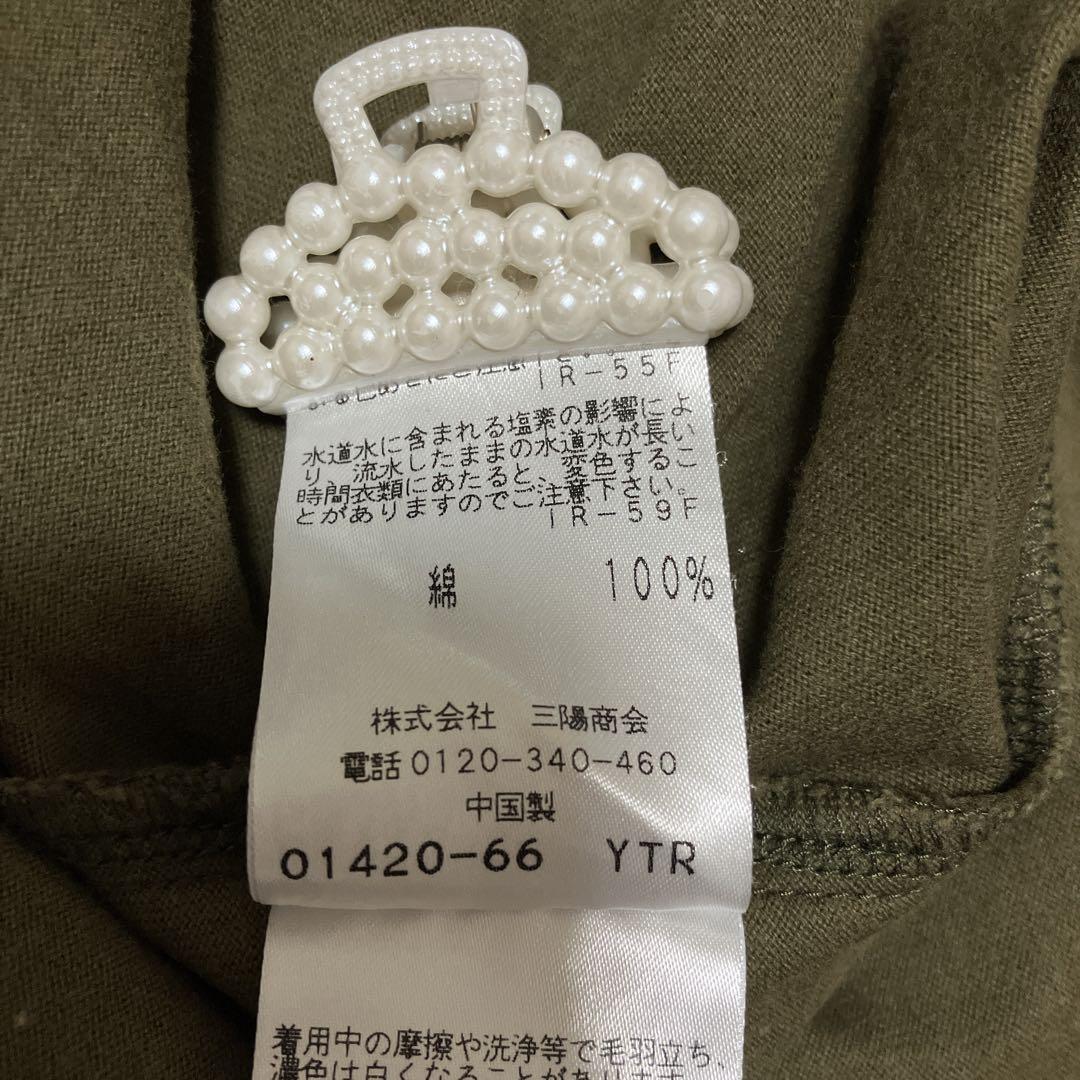 IR-55F
水道水に含まれる塩素の影響によ
り、流水したままの水道水が長い
時間衣類にあたると、変色するこ
とがありますのでご注意下さい。
IR-59F
綿 100%
株式会社 三陽商会
電話0120-340-460
中国製
01420-66 YTR
着用中の摩擦や洗浄等で毛羽立ち、
濃色は白くなることがあります